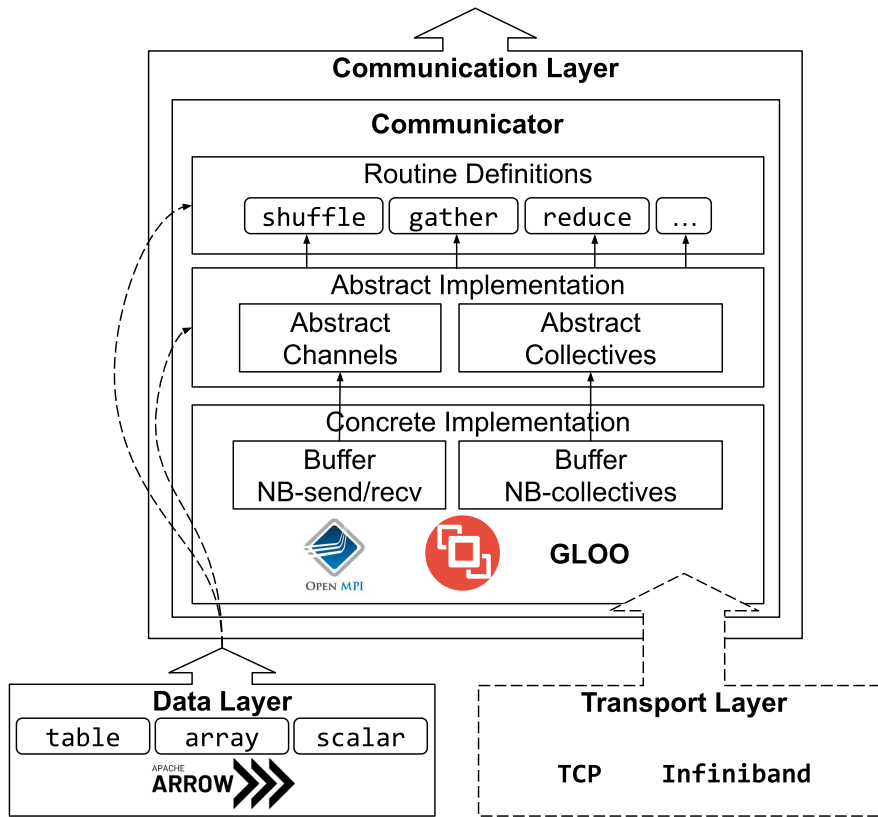 Communication Layer
Communicator
Routine Definitions
shuffle gather reduce ...
Abstract Implementation
Abstract Channels
Abstract Collectives
Concrete Implementation
Buffer NB-send/recv
Buffer NB-collectives
OPEN MPI
GLOO
Data Layer
table array scalar
APACHE
ARROW
Transport Layer
TCP Infiniband